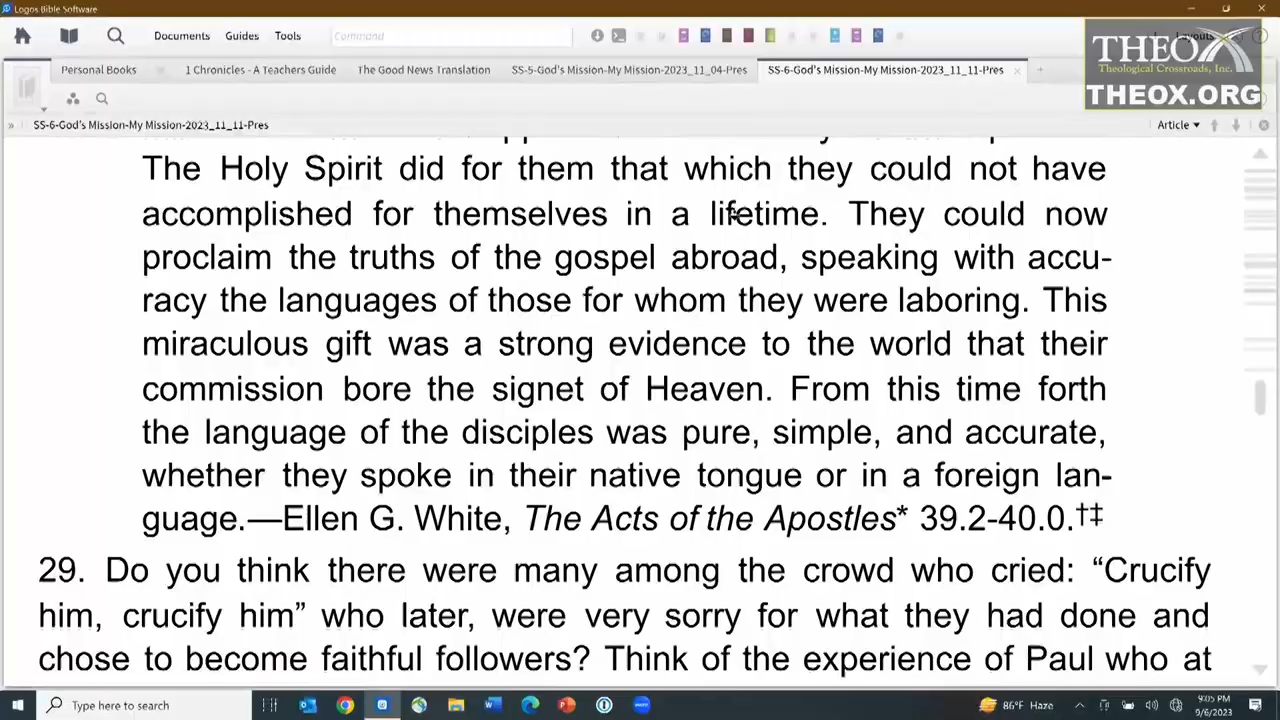 Logos Bible Software
Documents Guides Tools Command Layouts
THEOX
Theological Crossroads, Inc.
THEOX.ORG
Personal Books 1 Chronicles - A Teachers Guide The Good News SS-5-God's Mission-My Mission-2023_11_04-Pres SS-6-God's Mission-My Mission-2023_11_11-Pres
» SS-6-God's Mission-My Mission-2023_11_11-Pres Article
The Holy Spirit did for them that which they could not have
accomplished for themselves in a lifetime. They could now
proclaim the truths of the gospel abroad, speaking with accu-
racy the languages of those for whom they were laboring. This
miraculous gift was a strong evidence to the world that their
commission bore the signet of Heaven. From this time forth
the language of the disciples was pure, simple, and accurate,
whether they spoke in their native tongue or in a foreign lan-
guage.—Ellen G. White, The Acts of the Apostles* 39.2-40.0.†‡
29. Do you think there were many among the crowd who cried: “Crucify
him, crucify him” who later, were very sorry for what they had done and
chose to become faithful followers? Think of the experience of Paul who at
Type here to search
86°F Haze
9:05 PM
9/6/2023